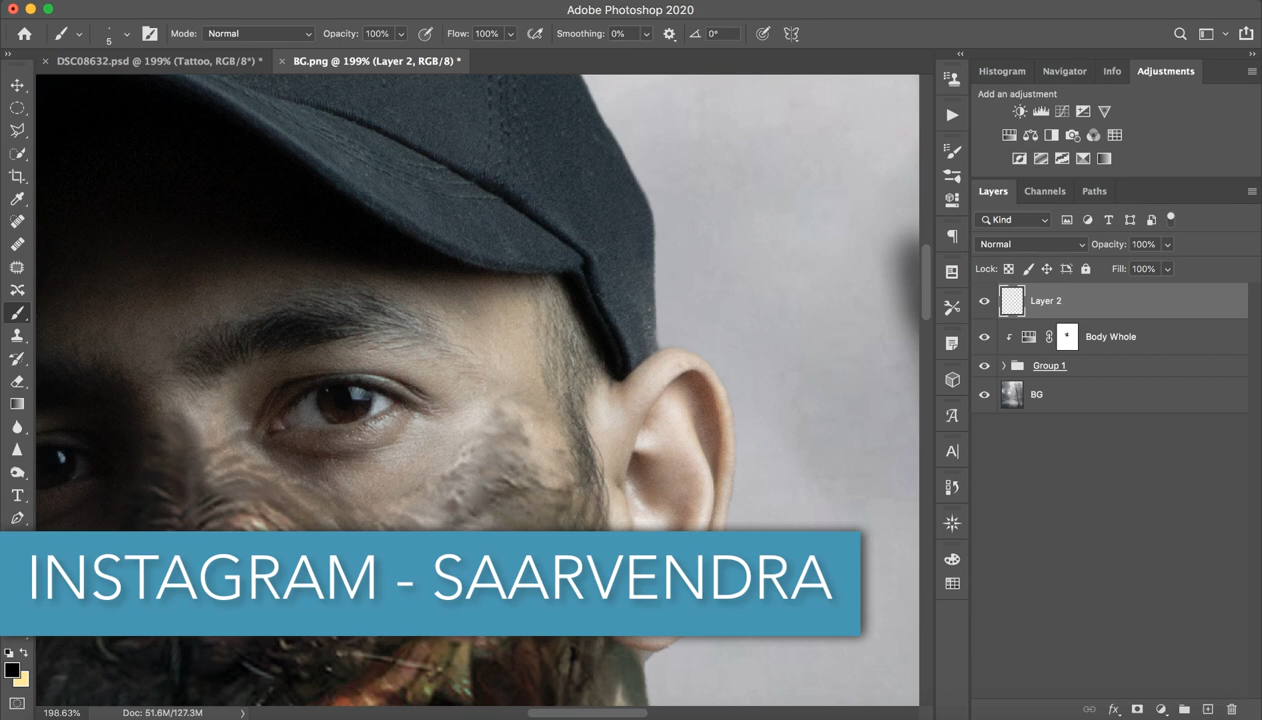 Adobe Photoshop 2020
5
Mode: Normal
Opacity: 100%
Flow: 100%
Smoothing: 0%
0°
DSC08632.psd @ 199% (Tattoo, RGB/8*) *
BG.png @ 199% (Layer 2, RGB/8) *
Histogram
Navigator
Info
Adjustments
Add an adjustment
Layers
Channels
Paths
Kind
Normal
Opacity: 100%
Lock:
Fill: 100%
Layer 2
Body Whole
Group 1
BG
INSTAGRAM - SAARVENDRA
198.63%
Doc: 51.6M/127.3M